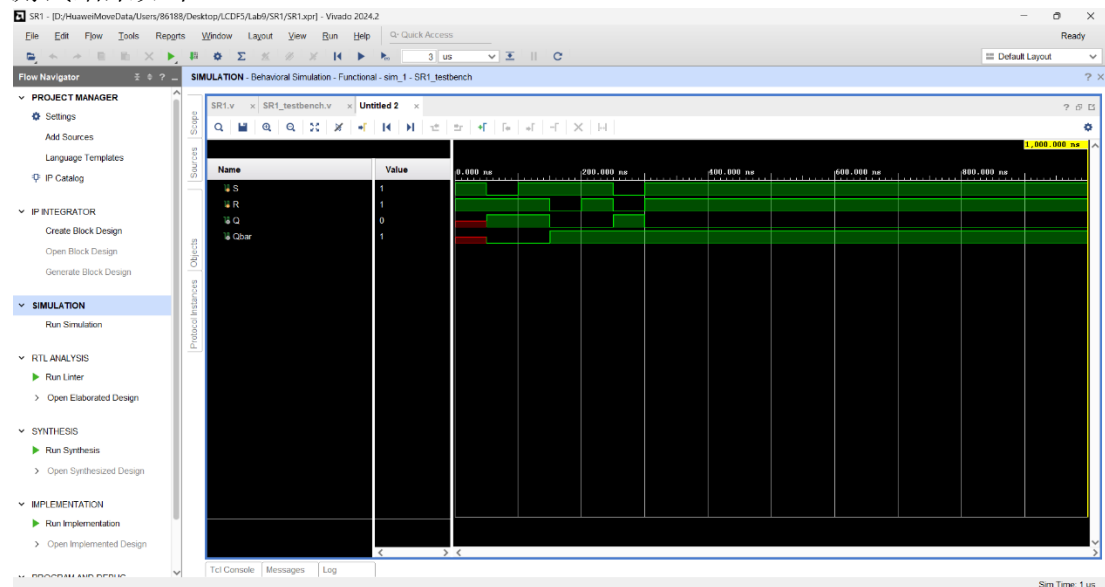 SR1 - [D:/HuaweiMoveData/Users/86188/Desktop/LCDF5/Lab9/SR1/SR1.xpr] - Vivado 2024.2
File Edit Flow Tools Reports Window Layout View Run Help Q- Quick Access Ready
3 us Default Layout
Flow Navigator SIMULATION - Behavioral Simulation - Functional - sim_1 - SR1_testbench
PROJECT MANAGER
Settings
Add Sources
Language Templates
IP Catalog
IP INTEGRATOR
Create Block Design
Open Block Design
Generate Block Design
SIMULATION
Run Simulation
RTL ANALYSIS
Run Linter
Open Elaborated Design
SYNTHESIS
Run Synthesis
Open Synthesized Design
IMPLEMENTATION
Run Implementation
Open Implemented Design
PROGRAM AND DEBUG
Scope
Sources
Objects
Protocol Instances
SR1.v SR1_testbench.v Untitled 2
1,000.000 ns
Name Value 0.000 ns 200.000 ns 400.000 ns 600.000 ns 800.000 ns
S 1
R 1
Q 0
Qbar 1
Tcl Console Messages Log
Sim Time: 1 us